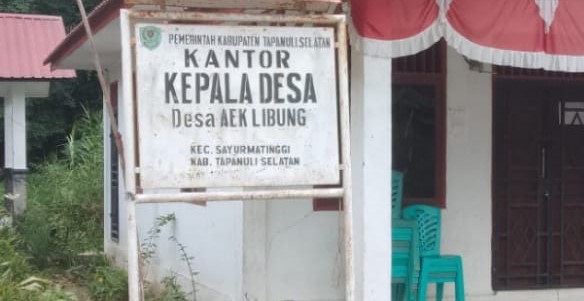 PEMERINTAH KABUPATEN TAPANULI SELATAN
KANTOR
KEPALA DESA
Desa AEK LIBUNG
KEC. SAYURMATINGGI
KAB. TAPANULI SELATAN